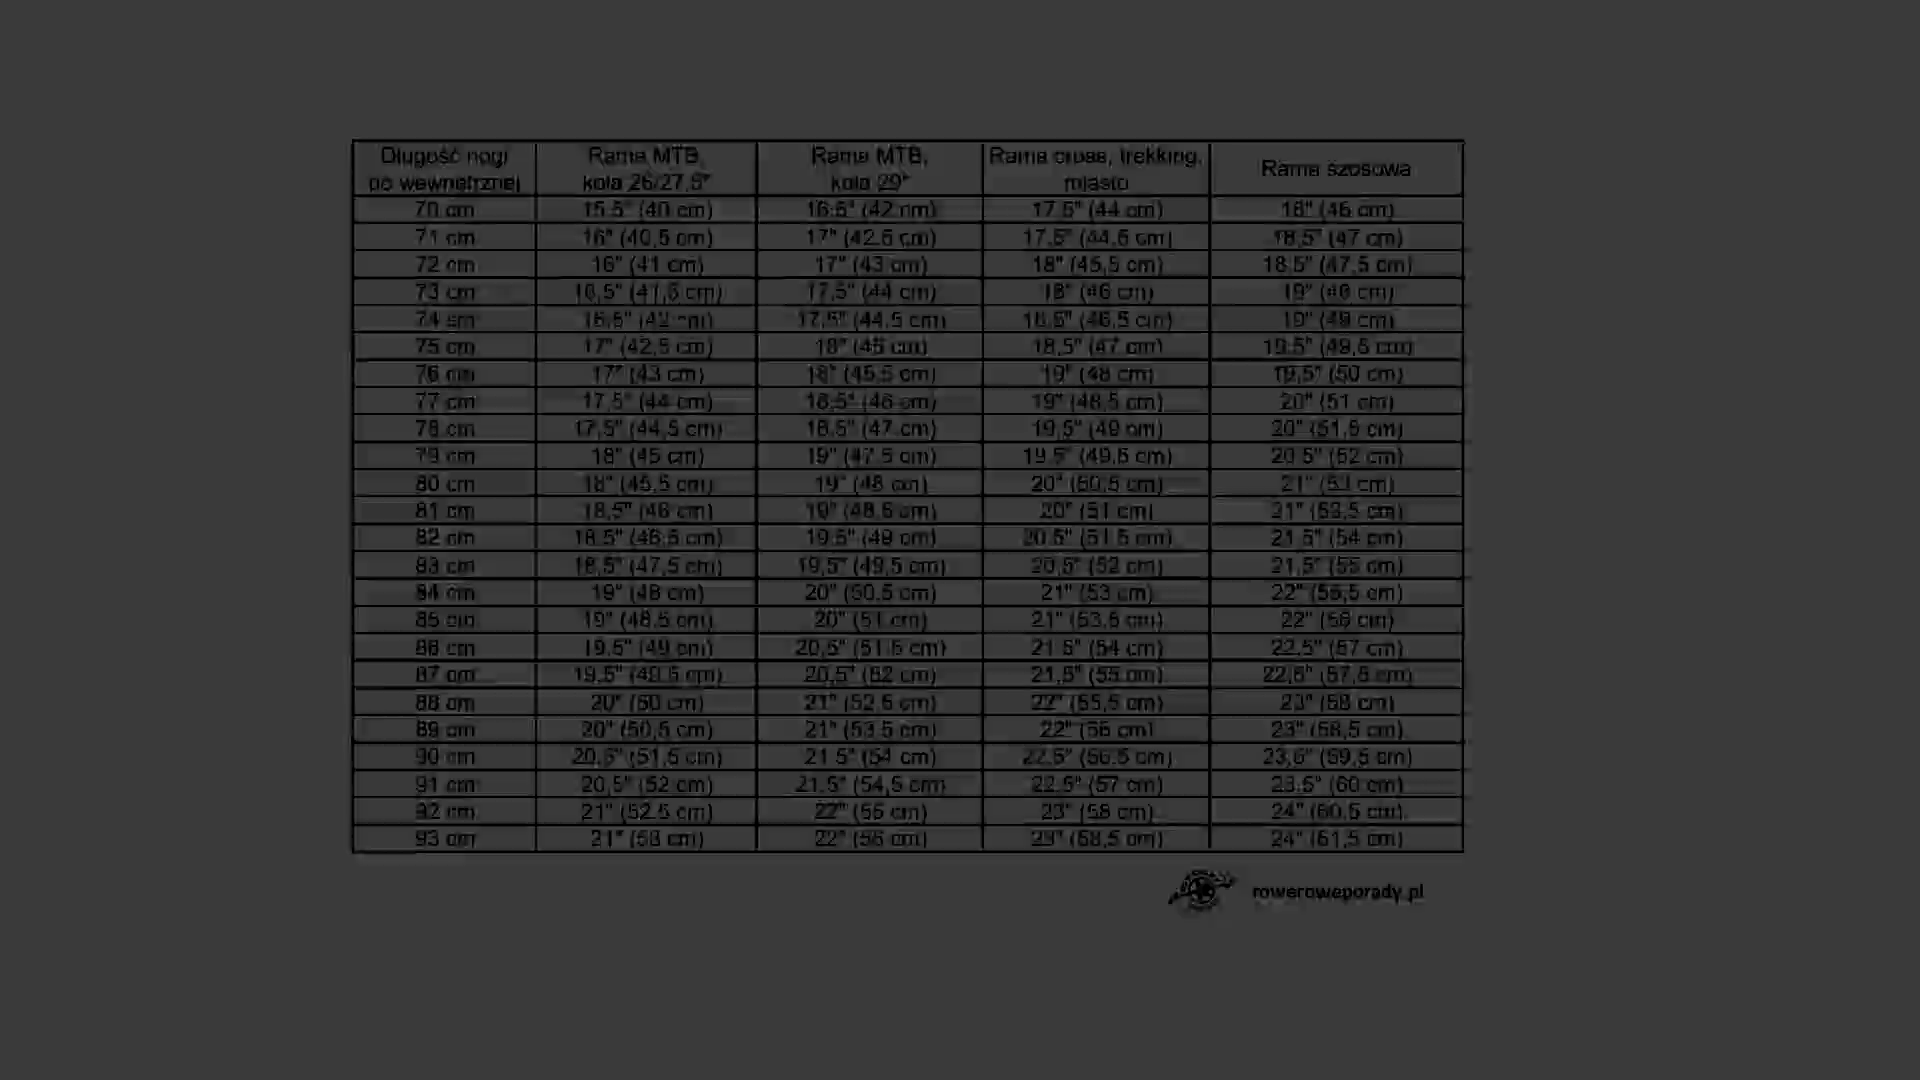 Długość nogi Rama MTB, Rama MTB, Rama cross, trekking, Rama szosowa
po wewnętrznej koła 26/27,5" koła 29" miasto
70 cm 15,5" (40 cm) 16,5" (42 cm) 17,5" (44 cm) 18" (46 cm)
71 cm 16" (40,5 cm) 17" (42,5 cm) 17,5" (44,5 cm) 18,5" (47 cm)
72 cm 16" (41 cm) 17" (43 cm) 18" (45,5 cm) 18,5" (47,5 cm)
73 cm 16,5" (41,5 cm) 17,5" (44 cm) 18" (46 cm) 19" (48 cm)
74 cm 16,5" (42 cm) 17,5" (44,5 cm) 18,5" (46,5 cm) 19" (49 cm)
75 cm 17" (42,5 cm) 18" (45 cm) 18,5" (47 cm) 19,5" (49,5 cm)
76 cm 17" (43 cm) 18" (45,5 cm) 19" (48 cm) 19,5" (50 cm)
77 cm 17,5" (44 cm) 18,5" (46 cm) 19" (48,5 cm) 20" (51 cm)
78 cm 17,5" (44,5 cm) 18,5" (47 cm) 19,5" (49 cm) 20" (51,5 cm)
79 cm 18" (45 cm) 19" (47,5 cm) 19,5" (49,5 cm) 20,5" (52 cm)
80 cm 18" (45,5 cm) 19" (48 cm) 20" (50,5 cm) 21" (53 cm)
81 cm 18,5" (46 cm) 19" (48,5 cm) 20" (51 cm) 21" (53,5 cm)
82 cm 18,5" (46,5 cm) 19,5" (49 cm) 20,5" (51,5 cm) 21,5" (54 cm)
83 cm 18,5" (47,5 cm) 19,5" (49,5 cm) 20,5" (52 cm) 21,5" (55 cm)
84 cm 19" (48 cm) 20" (50,5 cm) 21" (53 cm) 22" (55,5 cm)
85 cm 19" (48,5 cm) 20" (51 cm) 21" (53,5 cm) 22" (56 cm)
86 cm 19,5" (49 cm) 20,5" (51,5 cm) 21,5" (54 cm) 22,5" (57 cm)
87 cm 19,5" (49,5 cm) 20,5" (52 cm) 21,5" (55 cm) 22,5" (57,5 cm)
88 cm 20" (50 cm) 21" (52,5 cm) 22" (55,5 cm) 23" (58 cm)
89 cm 20" (50,5 cm) 21" (53,5 cm) 22" (56 cm) 23" (58,5 cm)
90 cm 20,5" (51,5 cm) 21,5" (54 cm) 22,5" (56,5 cm) 23,5" (59,5 cm)
91 cm 20,5" (52 cm) 21,5" (54,5 cm) 22,5" (57 cm) 23,5" (60 cm)
92 cm 21" (52,5 cm) 22" (55 cm) 23" (58 cm) 24" (60,5 cm)
93 cm 21" (53 cm) 22" (56 cm) 23" (58,5 cm) 24" (61,5 cm)
roweroweporady.pl